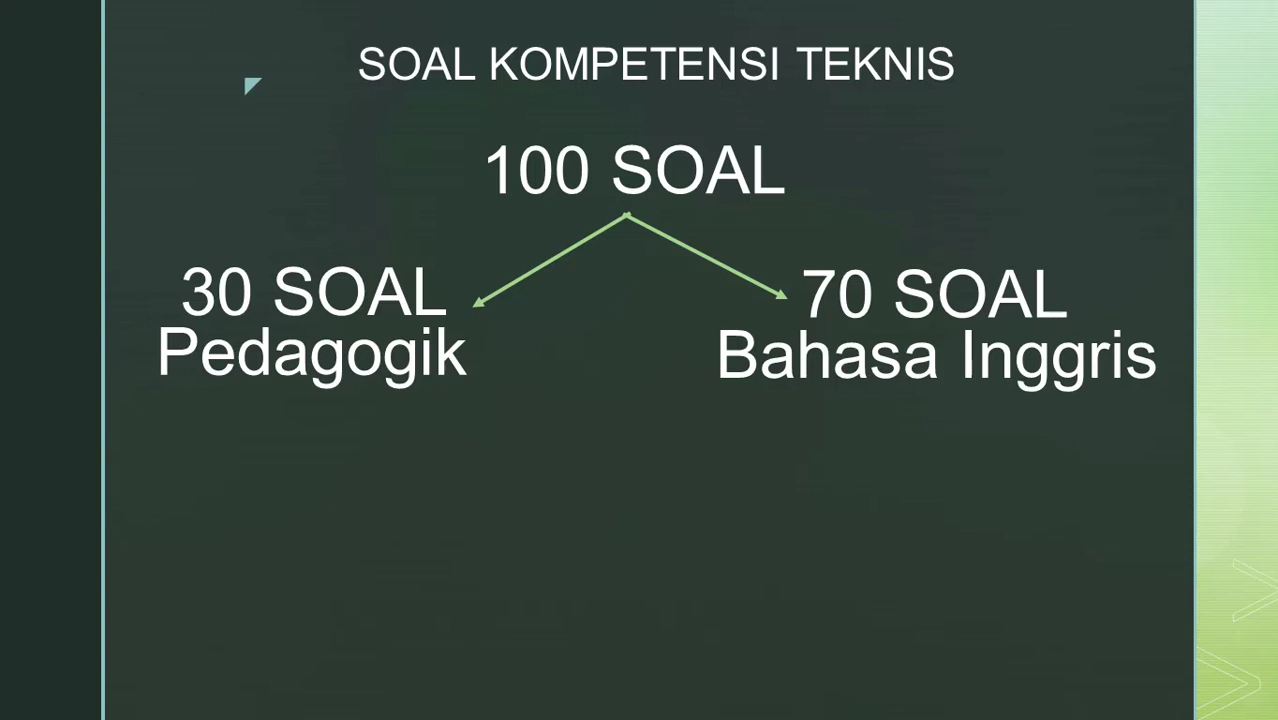 SOAL KOMPETENSI TEKNIS
100 SOAL
30 SOAL
Pedagogik
70 SOAL
Bahasa Inggris